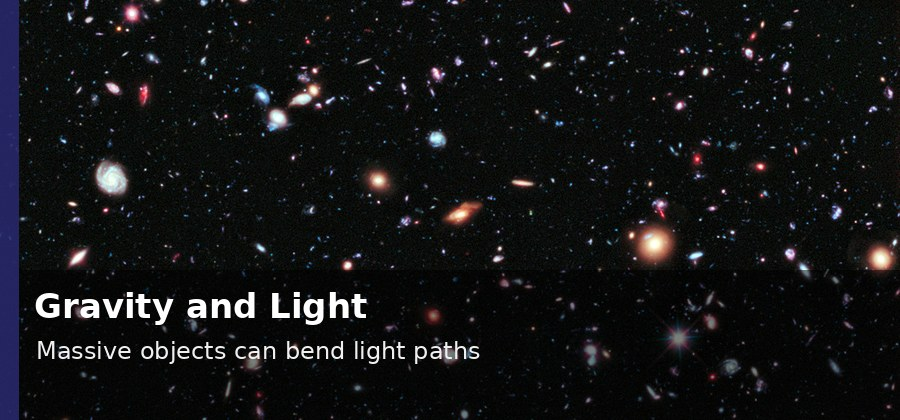 Gravity and Light
Massive objects can bend light paths